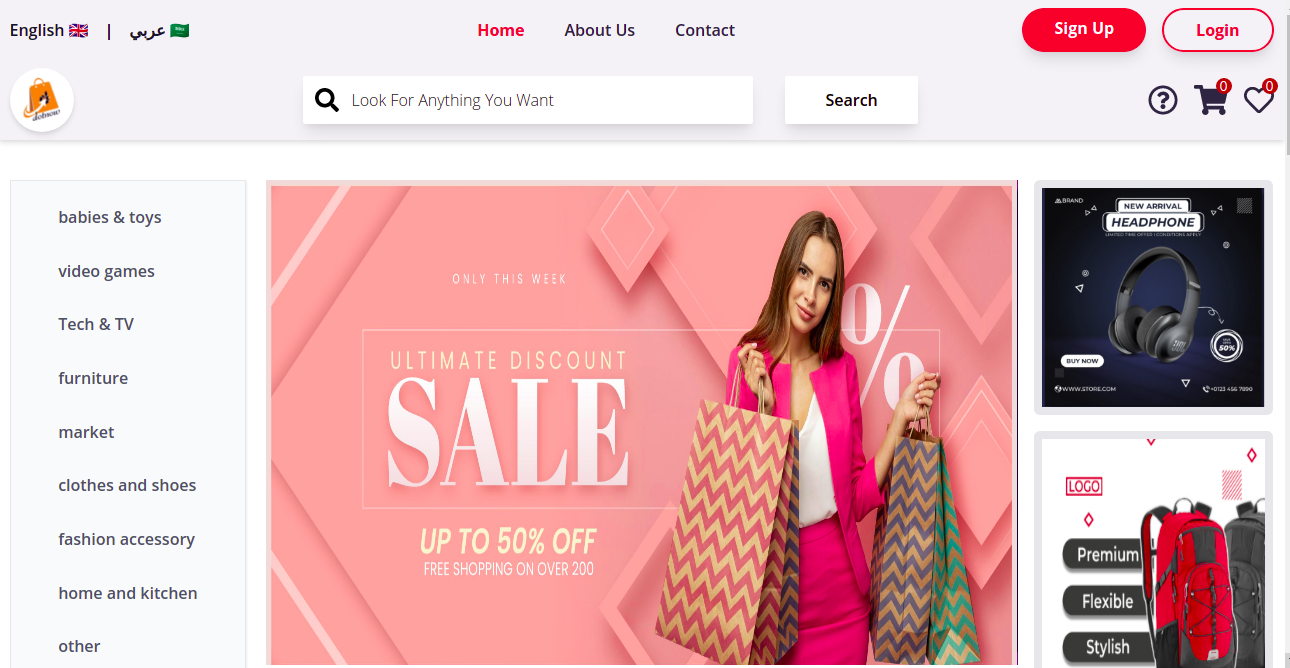 English 🇬🇧 | عربي 🇸🇦
Home About Us Contact
Sign Up Login
Look For Anything You Want
Search
0 0
babies & toys
video games
Tech & TV
furniture
market
clothes and shoes
fashion accessory
home and kitchen
other
ONLY THIS WEEK
ULTIMATE DISCOUNT
SALE
%
UP TO 50% OFF
FREE SHOPPING ON OVER 200
BRAND
NEW ARRIVAL
HEADPHONE
LIMITED TIME OFFER | CONDITIONS APPLY
50%
BUY NOW
WWW.STORE.COM +0123 456 7890
LOGO
Premium
Flexible
Stylish